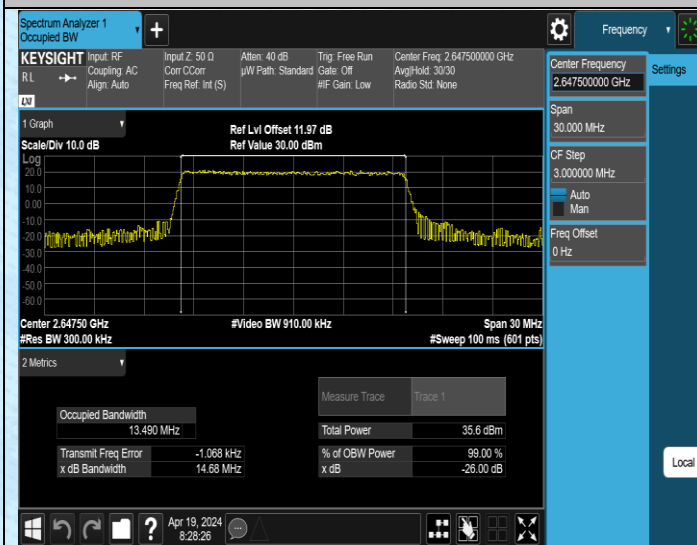 Spectrum Analyzer 1
Occupied BW
Frequency
KEYSIGHT
R L
LXI
Input: RF
Coupling: AC
Align: Auto
Input Z: 50 Ω
Corr CCorr
Freq Ref: Int (S)
Atten: 40 dB
µW Path: Standard
Trig: Free Run
Gate: Off
#IF Gain: Low
Center Freq: 2.647500000 GHz
Avg|Hold: 30/30
Radio Std: None
Center Frequency
2.647500000 GHz
Settings
Span
30.000 MHz
CF Step
3.000000 MHz
Auto
Man
Freq Offset
0 Hz
1 Graph
Scale/Div 10.0 dB
Ref Lvl Offset 11.97 dB
Ref Value 30.00 dBm
Log
20.0
10.0
0.00
-10.0
-20.0
-30.0
-40.0
-50.0
-60.0
Center 2.64750 GHz
#Video BW 910.00 kHz
Span 30 MHz
#Res BW 300.00 kHz
#Sweep 100 ms (601 pts)
2 Metrics
Measure Trace
Trace 1
Occupied Bandwidth
13.490 MHz
Total Power
35.6 dBm
Transmit Freq Error
-1.068 kHz
% of OBW Power
99.00 %
x dB Bandwidth
14.68 MHz
x dB
-26.00 dB
Local
?
Apr 19, 2024
8:28:26